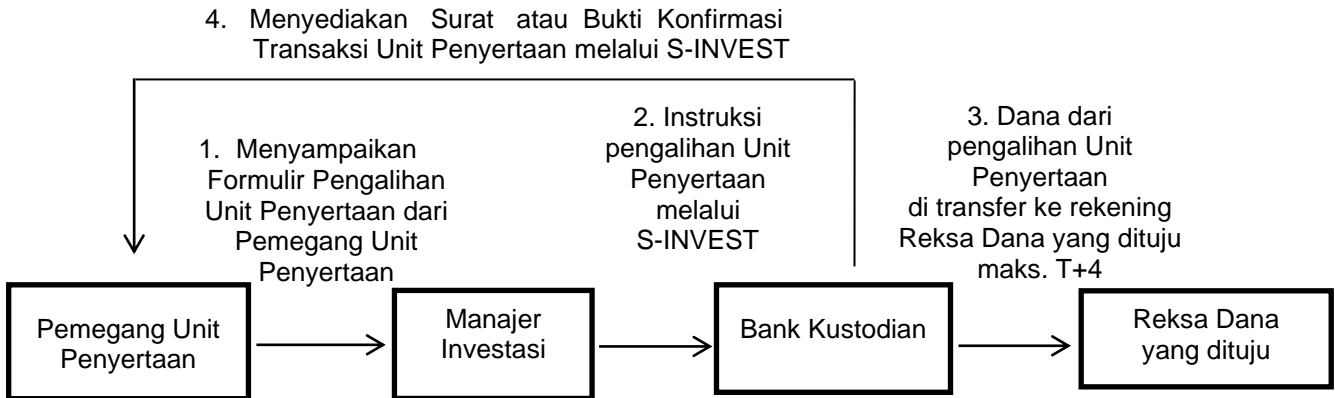 4. Menyediakan Surat atau Bukti Konfirmasi
Transaksi Unit Penyertaan melalui S-INVEST
1. Menyampaikan
Formulir Pengalihan
Unit Penyertaan dari
Pemegang Unit
Penyertaan
2. Instruksi
pengalihan Unit
Penyertaan
melalui
S-INVEST
3. Dana dari
pengalihan Unit
Penyertaan
di transfer ke rekening
Reksa Dana yang dituju
maks. T+4
Pemegang Unit
Penyertaan
Manajer
Investasi
Bank Kustodian
Reksa Dana
yang dituju